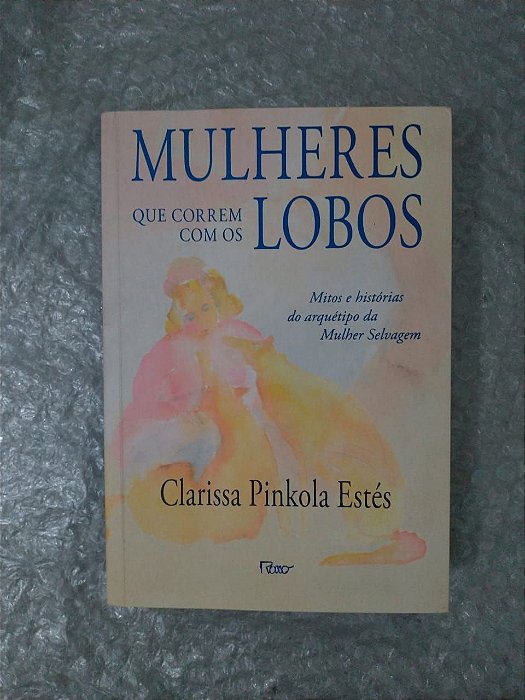 MULHERES
QUE CORREM
COM OS
LOBOS
Mitos e histórias
do arquétipo da
Mulher Selvagem
Clarissa Pinkola Estés
Rocco